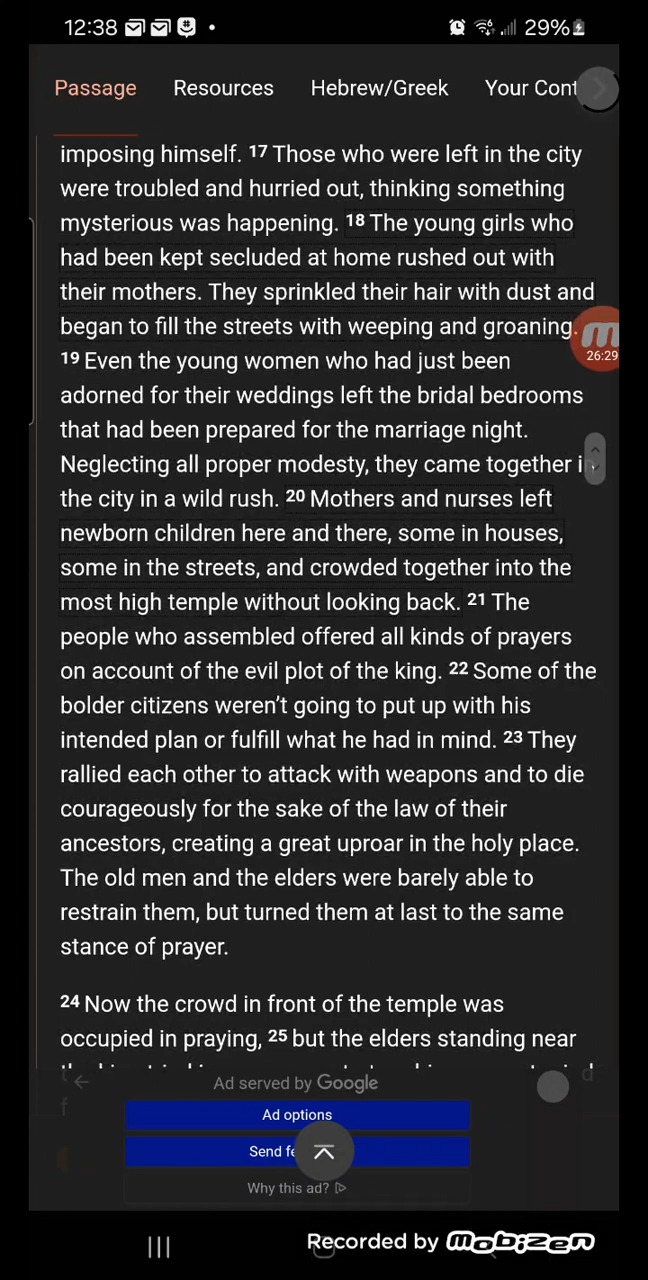 12:38
29%
Passage Resources Hebrew/Greek Your Cont
imposing himself. 17 Those who were left in the city
were troubled and hurried out, thinking something
mysterious was happening. 18 The young girls who
had been kept secluded at home rushed out with
their mothers. They sprinkled their hair with dust and
began to fill the streets with weeping and groaning.
26:29
19 Even the young women who had just been
adorned for their weddings left the bridal bedrooms
that had been prepared for the marriage night.
Neglecting all proper modesty, they came together in
the city in a wild rush. 20 Mothers and nurses left
newborn children here and there, some in houses,
some in the streets, and crowded together into the
most high temple without looking back. 21 The
people who assembled offered all kinds of prayers
on account of the evil plot of the king. 22 Some of the
bolder citizens weren’t going to put up with his
intended plan or fulfill what he had in mind. 23 They
rallied each other to attack with weapons and to die
courageously for the sake of the law of their
ancestors, creating a great uproar in the holy place.
The old men and the elders were barely able to
restrain them, but turned them at last to the same
stance of prayer.
24 Now the crowd in front of the temple was
occupied in praying, 25 but the elders standing near
Ad served by Google
Ad options
Send fe
Why this ad?
Recorded by mobizen